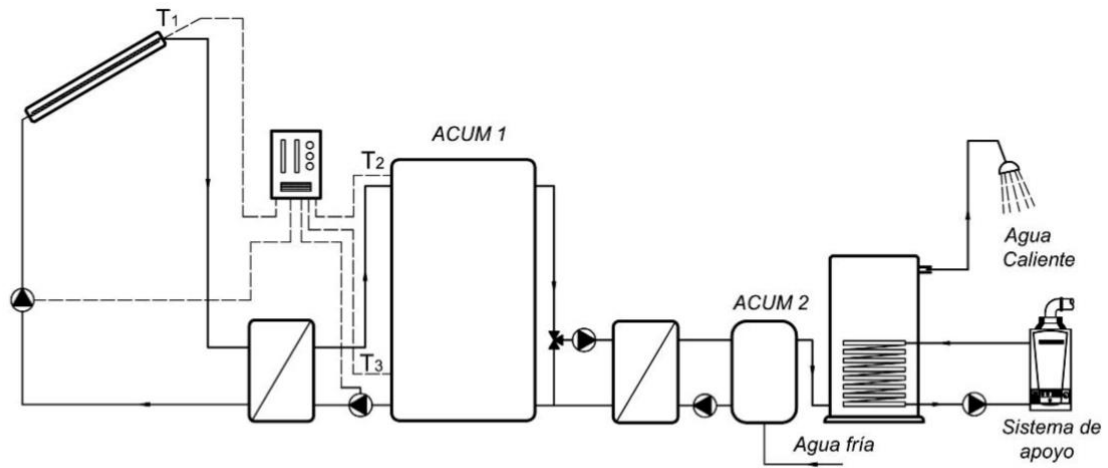 T1
ACUM 1
T2
T3
ACUM 2
Agua
Caliente
Agua fría
Sistema de
apoyo